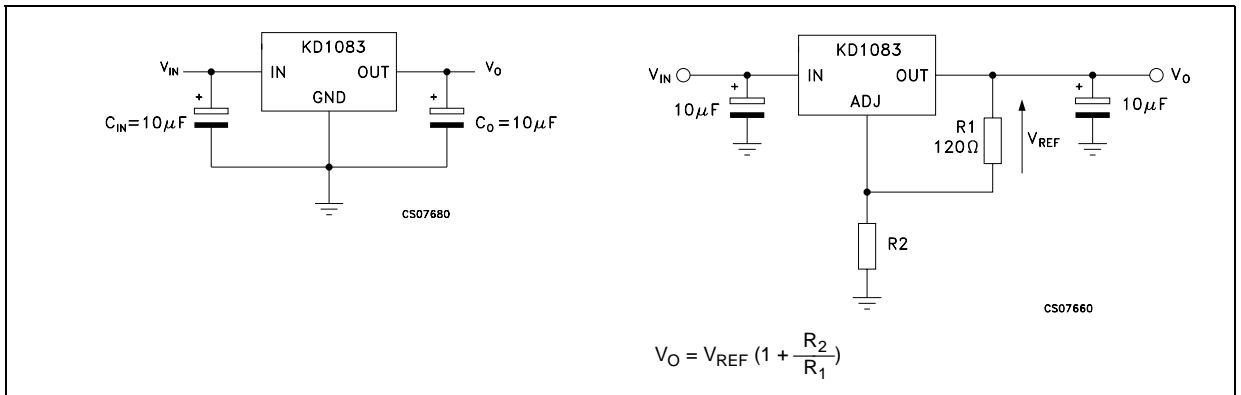 KD1083
V_IN
IN
OUT
V_O
GND
+
+
C_IN=10μF
C_O=10μF
CS07680
KD1083
V_IN
IN
OUT
V_O
ADJ
+
+
10μF
10μF
R1
120Ω
V_REF
R2
CS07660
V_O = V_REF (1 + R_2/R_1)